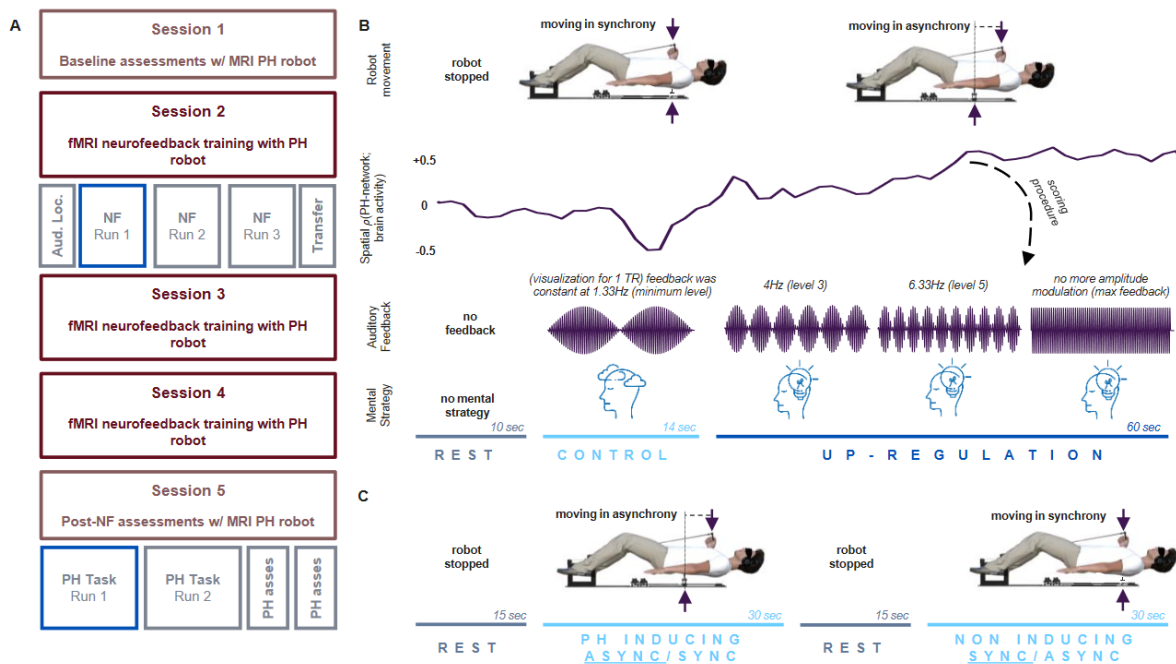 A
Session 1
Baseline assessments w/ MRI PH robot
Session 2
fMRI neurofeedback training with PH
robot
Aud. Loc.
NF
Run 1
NF
Run 2
NF
Run 3
Transfer
Session 3
fMRI neurofeedback training with PH
robot
Session 4
fMRI neurofeedback training with PH
robot
Session 5
Post-NF assessments w/ MRI PH robot
PH Task
Run 1
PH Task
Run 2
PH asses
PH asses
B
Robot
movement
robot
stopped
moving in synchrony
moving in asynchrony
Spatial ρ(PH-network;
brain activity)
+0.5
0
-0.5
scoring
procedure
Auditory
Feedback
no
feedback
(visualization for 1 TR) feedback was
constant at 1.33Hz (minimum level)
4Hz (level 3)
6.33Hz (level 5)
no more amplitude
modulation (max feedback)
Mental
Strategy
no mental
strategy
10 sec
14 sec
60 sec
REST
CONTROL
UP-REGULATION
C
robot
stopped
moving in asynchrony
robot
stopped
moving in synchrony
15 sec
30 sec
15 sec
30 sec
REST
PH INDUCING
ASYNC/SYNC
REST
NON INDUCING
SYNC/ASYNC